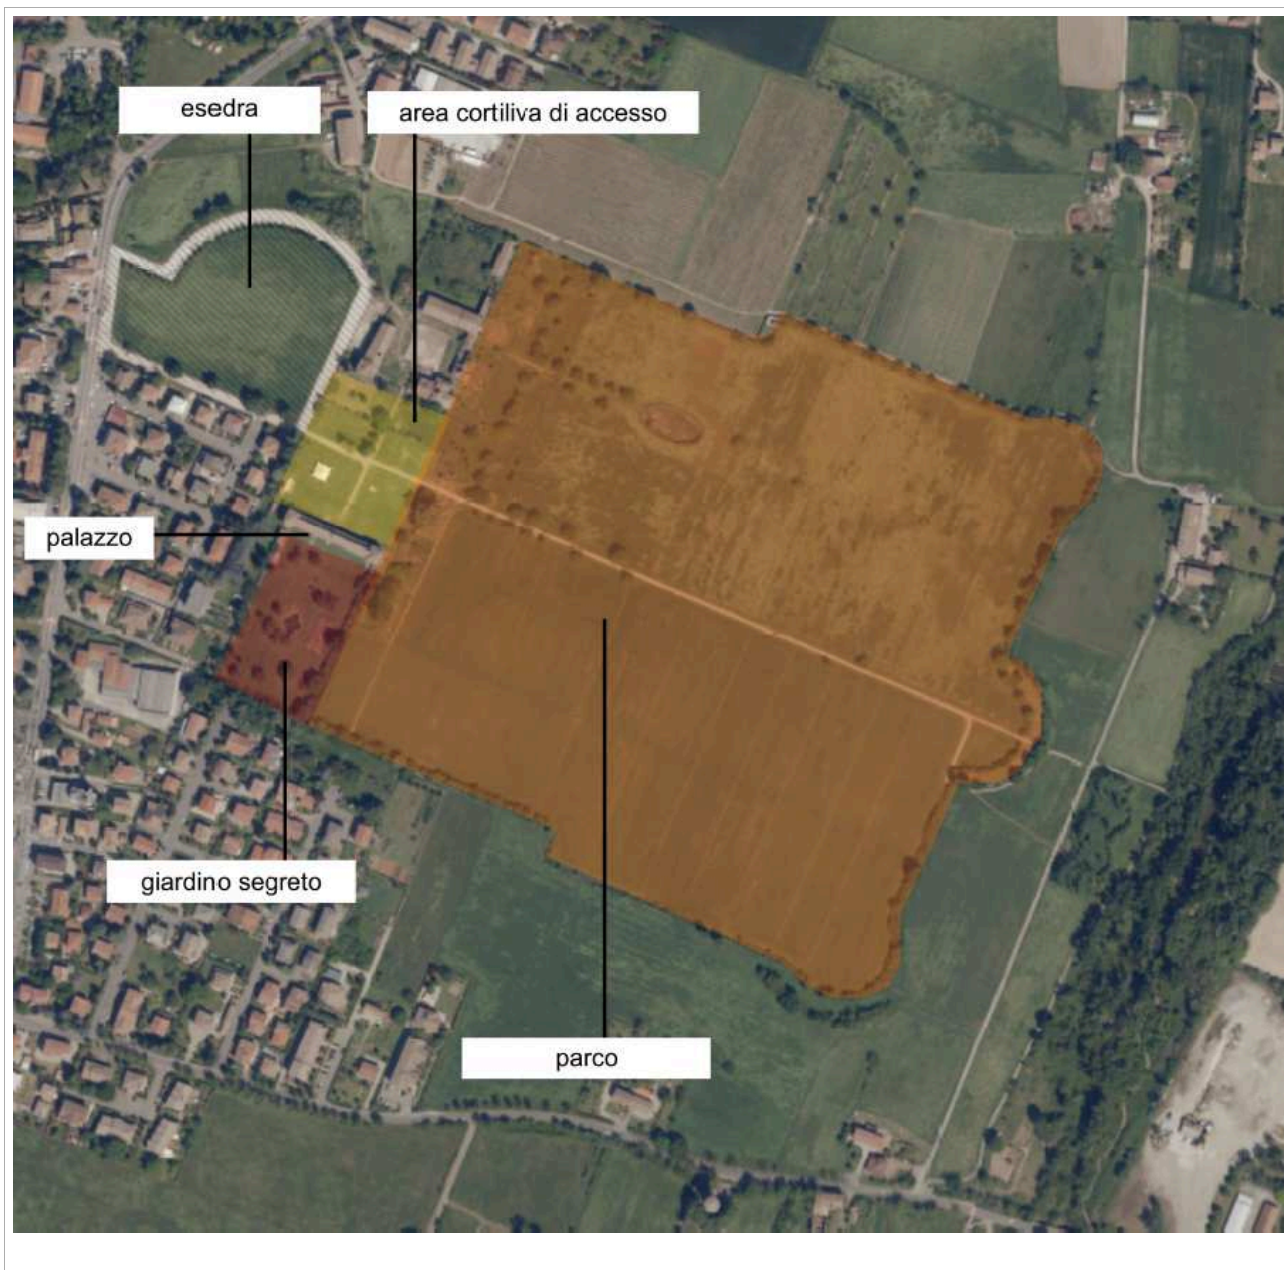 esedra
area cortiliva di accesso
palazzo
giardino segreto
parco